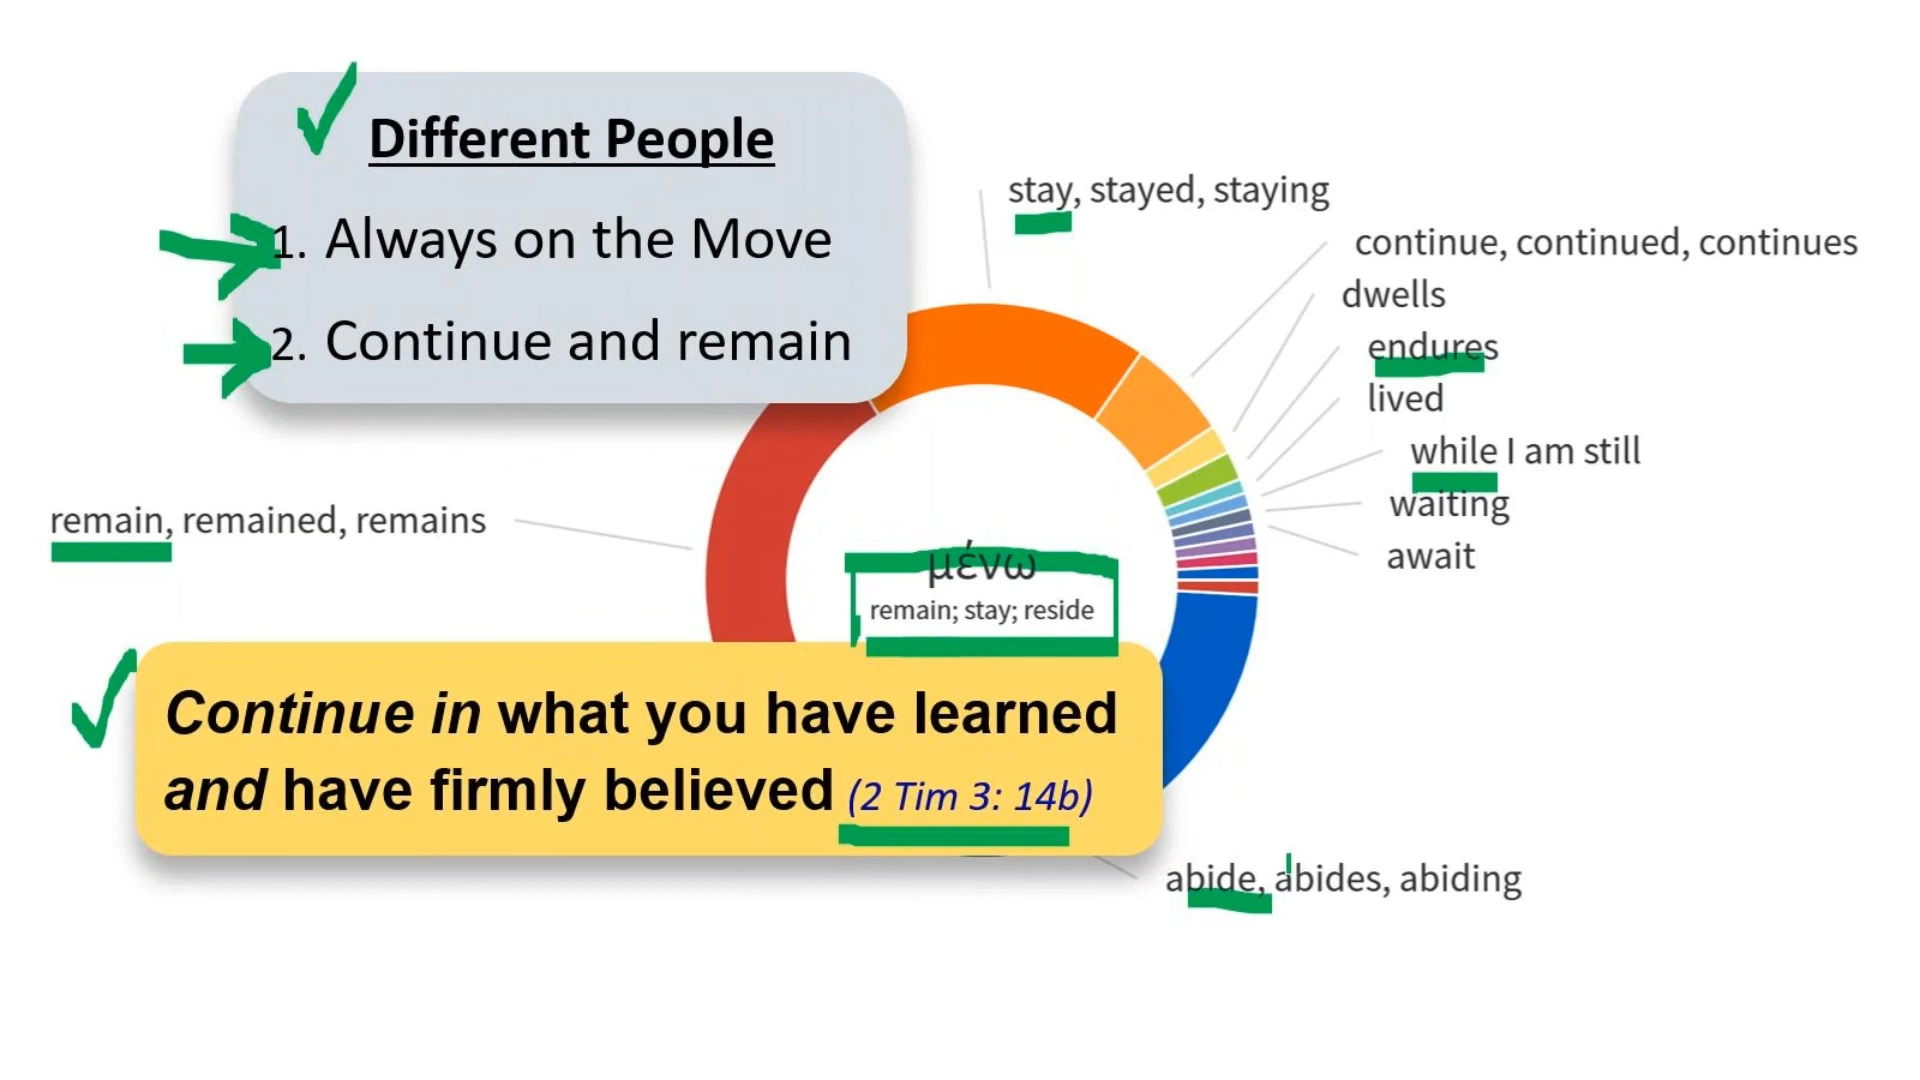 Different People
1. Always on the Move
2. Continue and remain
stay, stayed, staying
continue, continued, continues
dwells
endures
lived
while I am still
waiting
await
remain, remained, remains
μένω
remain; stay; reside
Continue in what you have learned
and have firmly believed (2 Tim 3: 14b)
abide, abides, abiding